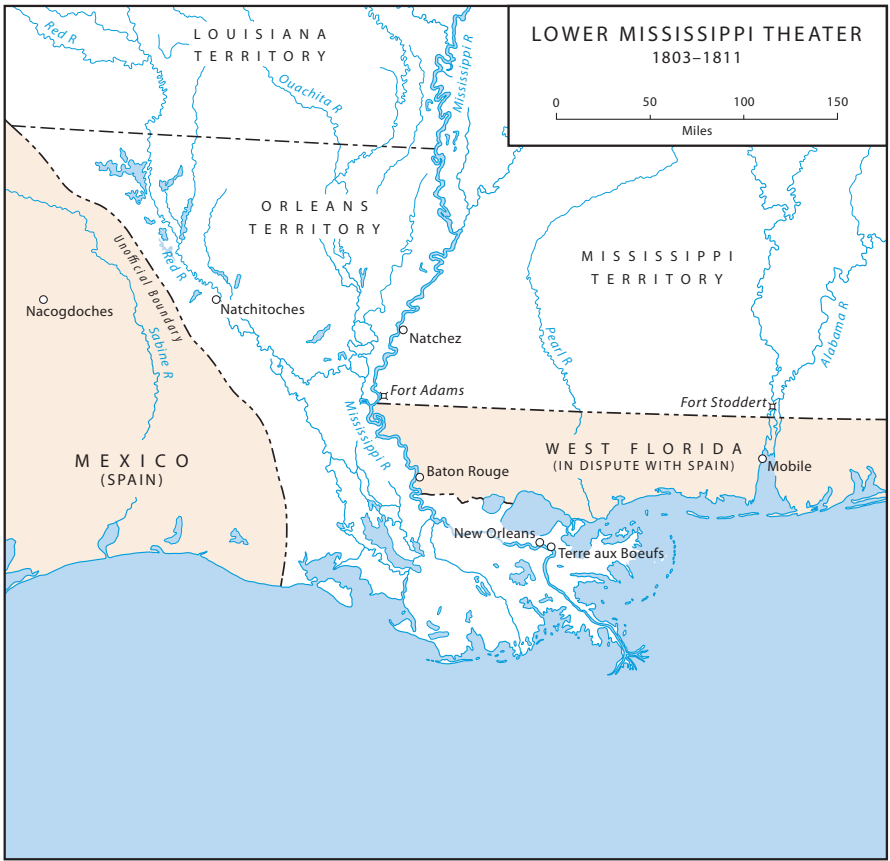 LOWER MISSISSIPPI THEATER
1803–1811
0 50 100 150
Miles
Red R
LOUISIANA
TERRITORY
Ouachita R
Mississippi R
ORLEANS
TERRITORY
MISSISSIPPI
TERRITORY
Unofficial Boundary
Red R
Nacogdoches
Natchitoches
Sabine R
Natchez
Pearl R
Alabama R
Fort Adams
Fort Stoddert
Mississippi R
MEXICO
(SPAIN)
WEST FLORIDA
(IN DISPUTE WITH SPAIN)
Baton Rouge
Mobile
New Orleans
Terre aux Boeufs